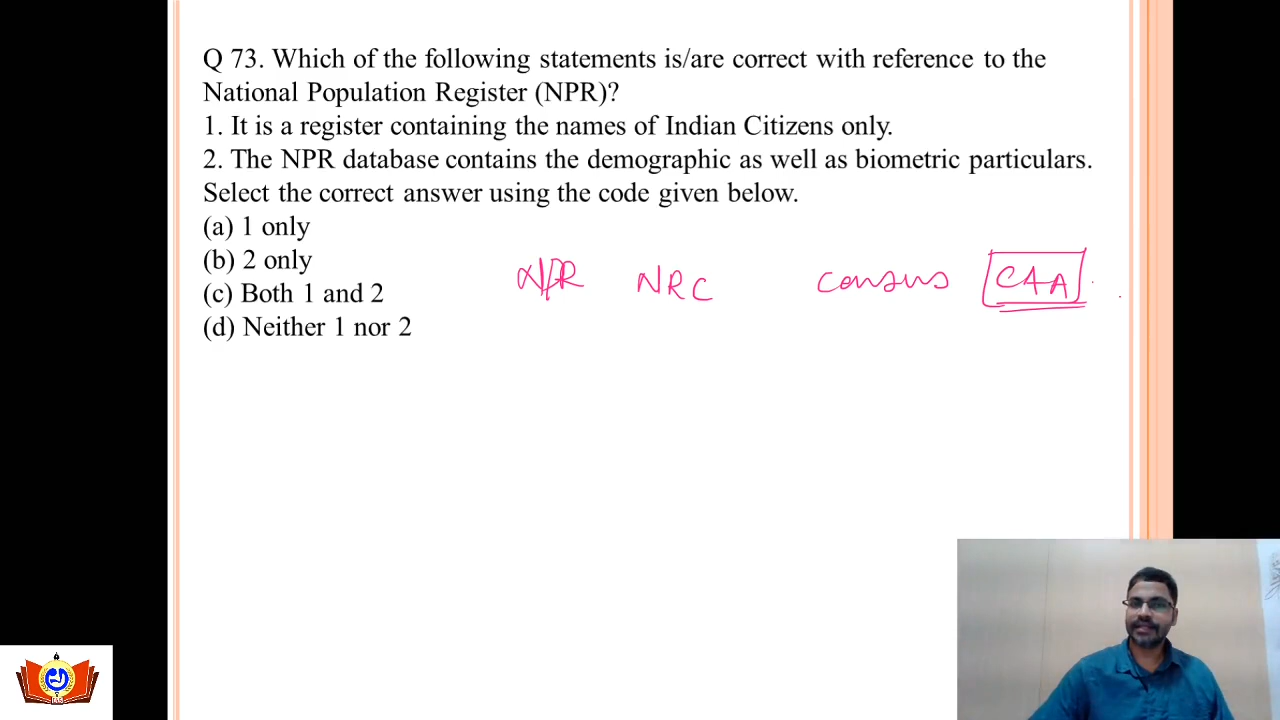 Q 73. Which of the following statements is/are correct with reference to the
National Population Register (NPR)?
1. It is a register containing the names of Indian Citizens only.
2. The NPR database contains the demographic as well as biometric particulars.
Select the correct answer using the code given below.
(a) 1 only
(b) 2 only
(c) Both 1 and 2
(d) Neither 1 nor 2
NPR NRC census CAA